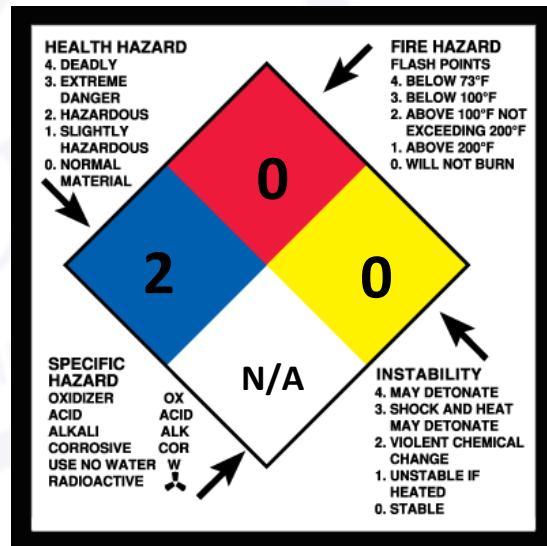 HEALTH HAZARD
4. DEADLY
3. EXTREME
DANGER
2. HAZARDOUS
1. SLIGHTLY
HAZARDOUS
0. NORMAL
MATERIAL
FIRE HAZARD
FLASH POINTS
4. BELOW 73°F
3. BELOW 100°F
2. ABOVE 100°F NOT
EXCEEDING 200°F
1. ABOVE 200°F
0. WILL NOT BURN
0
2
0
N/A
SPECIFIC
HAZARD
OXIDIZER OX
ACID ACID
ALKALI ALK
CORROSIVE COR
USE NO WATER W
RADIOACTIVE
INSTABILITY
4. MAY DETONATE
3. SHOCK AND HEAT
MAY DETONATE
2. VIOLENT CHEMICAL
CHANGE
1. UNSTABLE IF
HEATED
0. STABLE